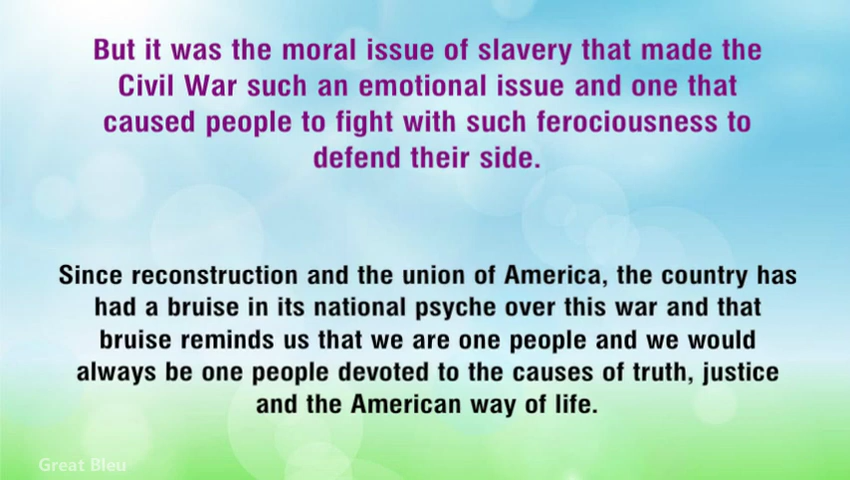 But it was the moral issue of slavery that made the
Civil War such an emotional issue and one that
caused people to fight with such ferociousness to
defend their side.
Since reconstruction and the union of America, the country has
had a bruise in its national psyche over this war and that
bruise reminds us that we are one people and we would
always be one people devoted to the causes of truth, justice
and the American way of life.
Great Bleu